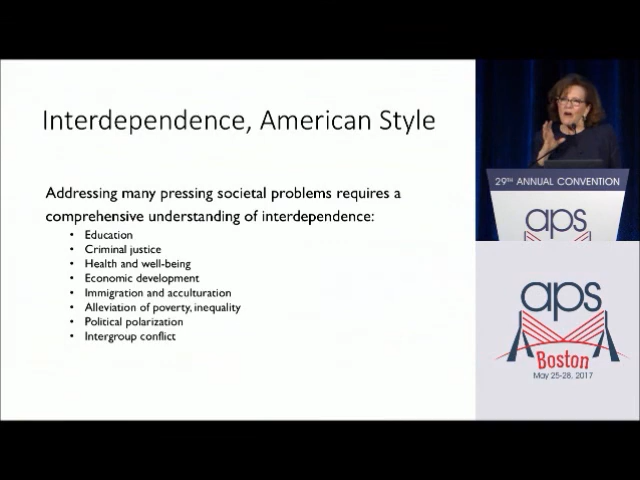 Interdependence, American Style
Addressing many pressing societal problems requires a
comprehensive understanding of interdependence:
• Education
• Criminal justice
• Health and well-being
• Economic development
• Immigration and acculturation
• Alleviation of poverty, inequality
• Political polarization
• Intergroup conflict
29TH ANNUAL CONVENTION
aps
aps
Boston
May 25-28, 2017